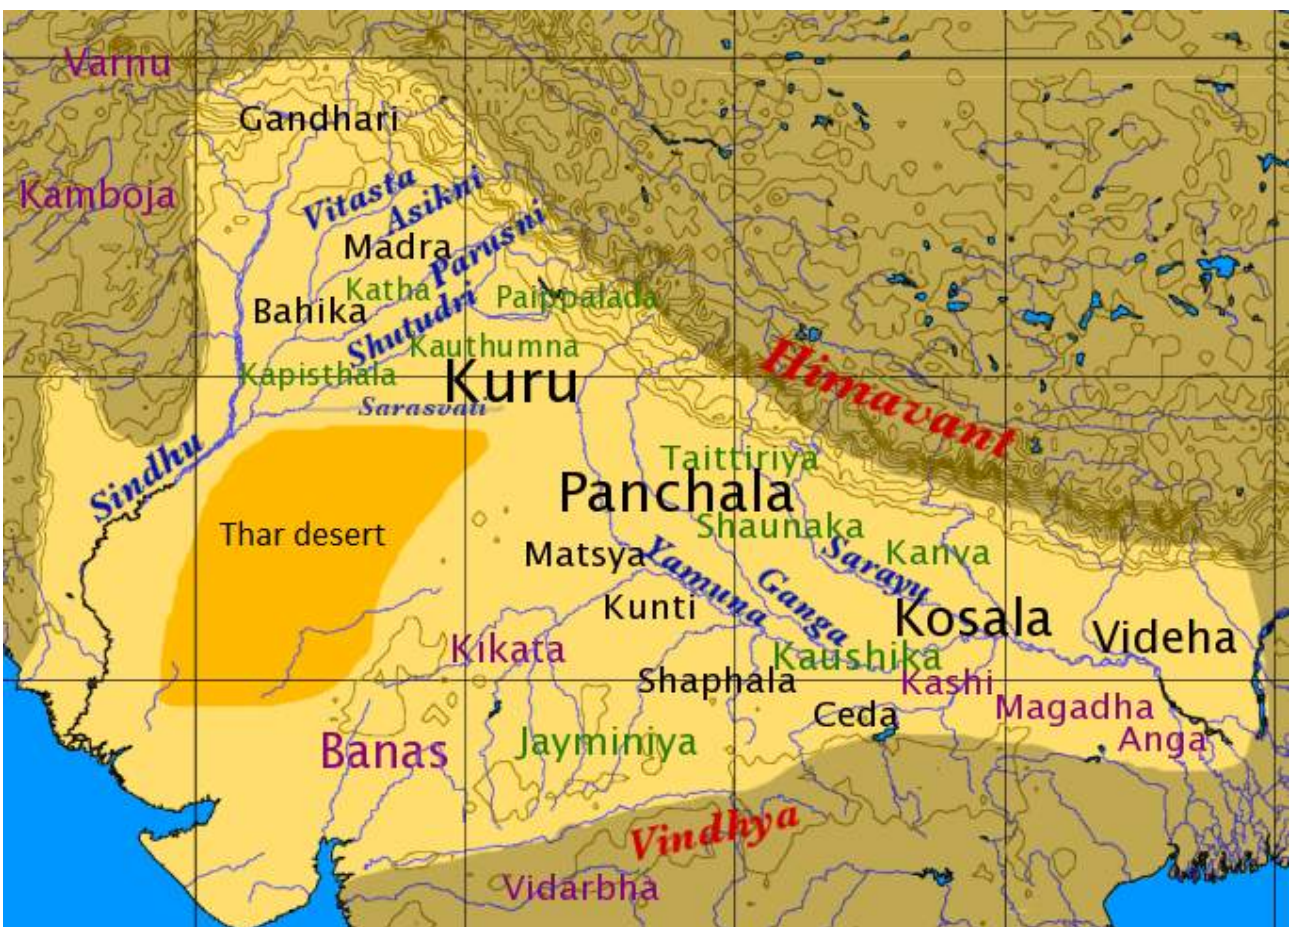 Varnu
Gandhari
Kamboja
Vitasta
Asikni
Parusni
Madra
Katha
Paippalada
Bahika
Shutudri
Kauthumna
Kapisthala
Kuru
Sarasvati
Himavant
Sindhu
Taittiriya
Panchala
Thar desert
Shaunaka
Matsya
Yamuna
Sarayu
Kanva
Ganga
Kunti
Kosala
Videha
Kikata
Kaushika
Shaphala
Kashi
Magadha
Ceda
Anga
Banas
Jayminiya
Vindhya
Vidarbha